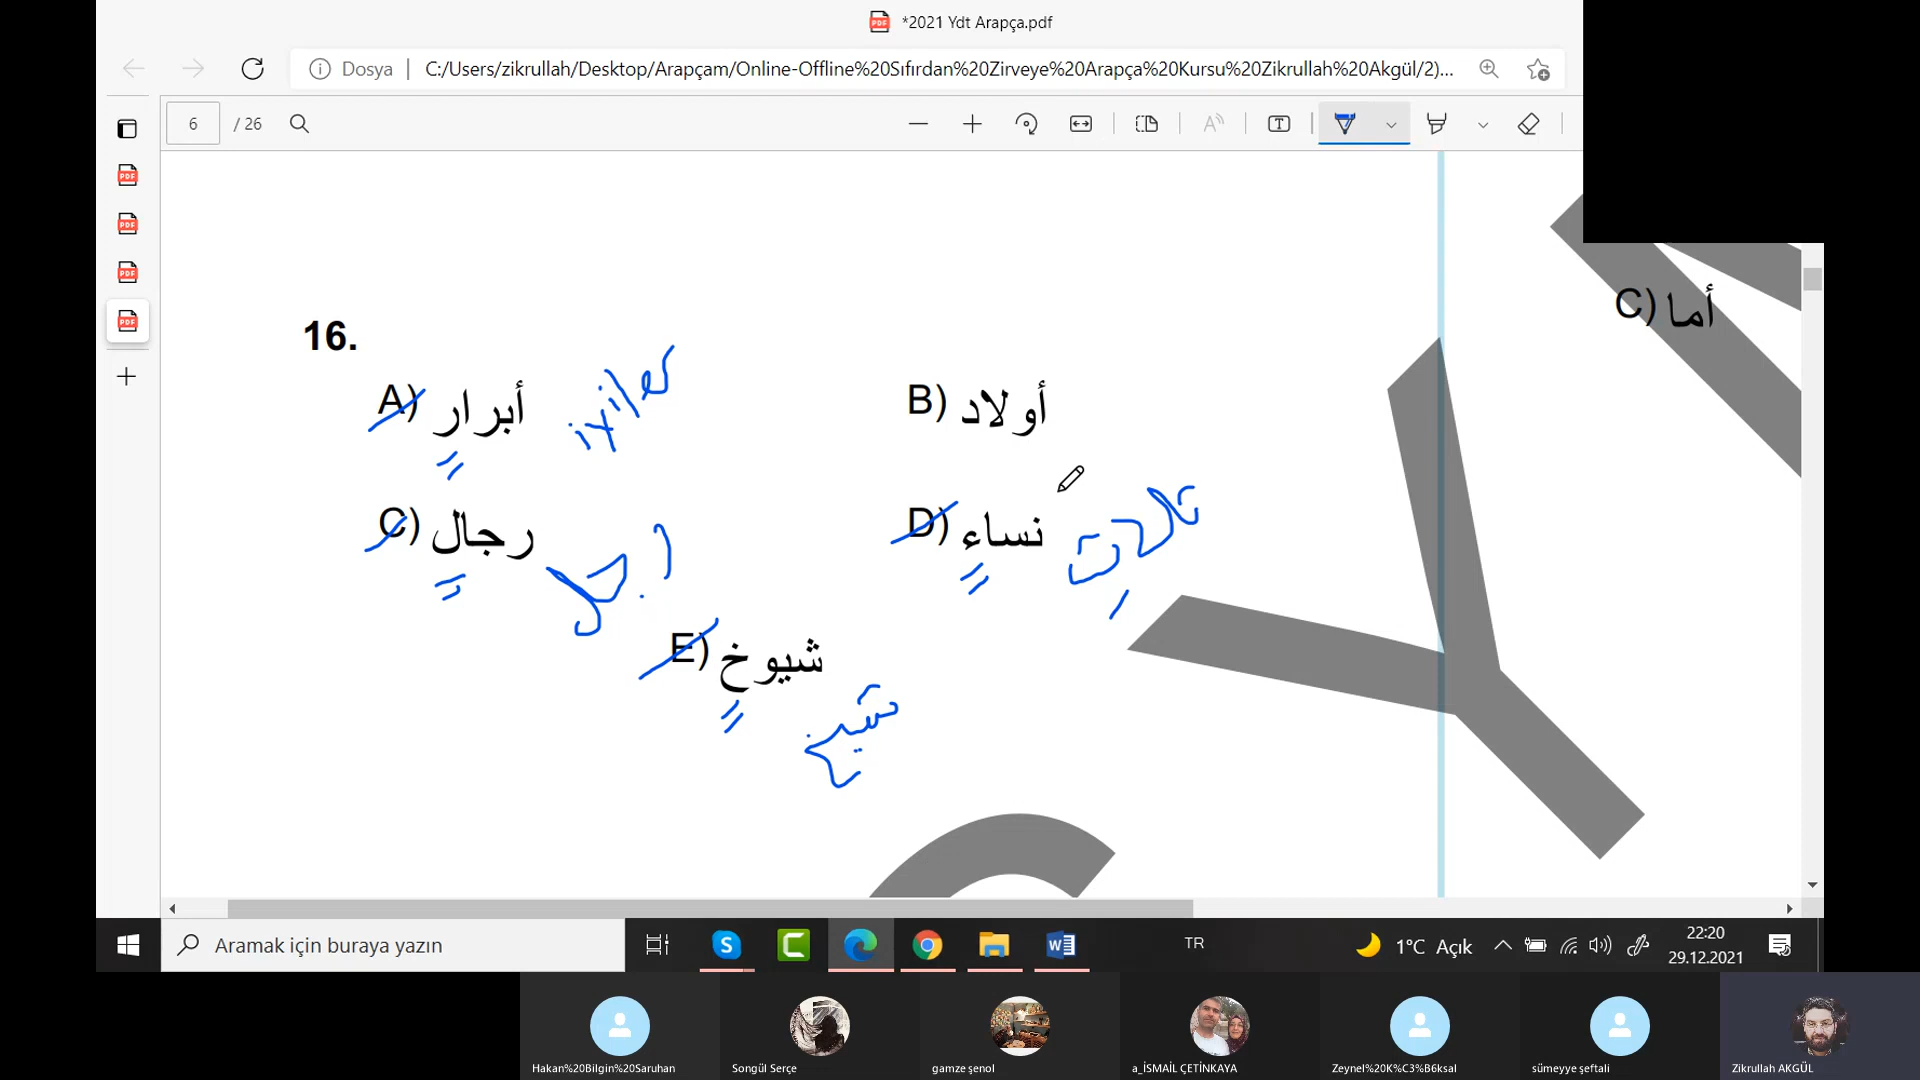 *2021 Ydt Arapça.pdf
Dosya
C:/Users/zikrullah/Desktop/Arapçam/Online-Offline%20Sıfırdan%20Zirveye%20Arapça%20Kursu%20Zikrullah%20Akgül/2)...
6 / 26
C) أما
16.
A) أبرار iyiler
B) أولاد
C) رجال
D) نساء
E) شيوخ
شيخ
Aramak için buraya yazın
TR
1°C Açık
22:20
29.12.2021
Hakan%20Bilgin%20Saruhan
Songül Serçe
gamze şenol
a_İSMAİL ÇETİNKAYA
Zeynel%20K%C3%B6ksal
sümeyye şeftali
Zikrullah AKGÜL